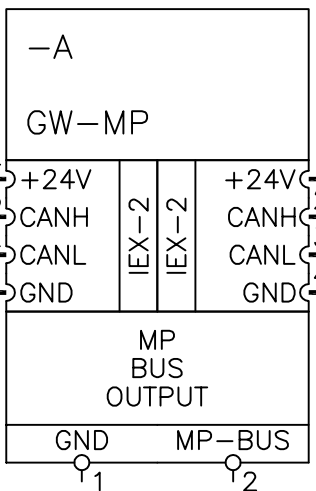 -A
GW-MP
+24V IEX-2 IEX-2 +24V
CANH CANH
CANL CANL
GND GND
MP
BUS
OUTPUT
GND MP-BUS
1 2